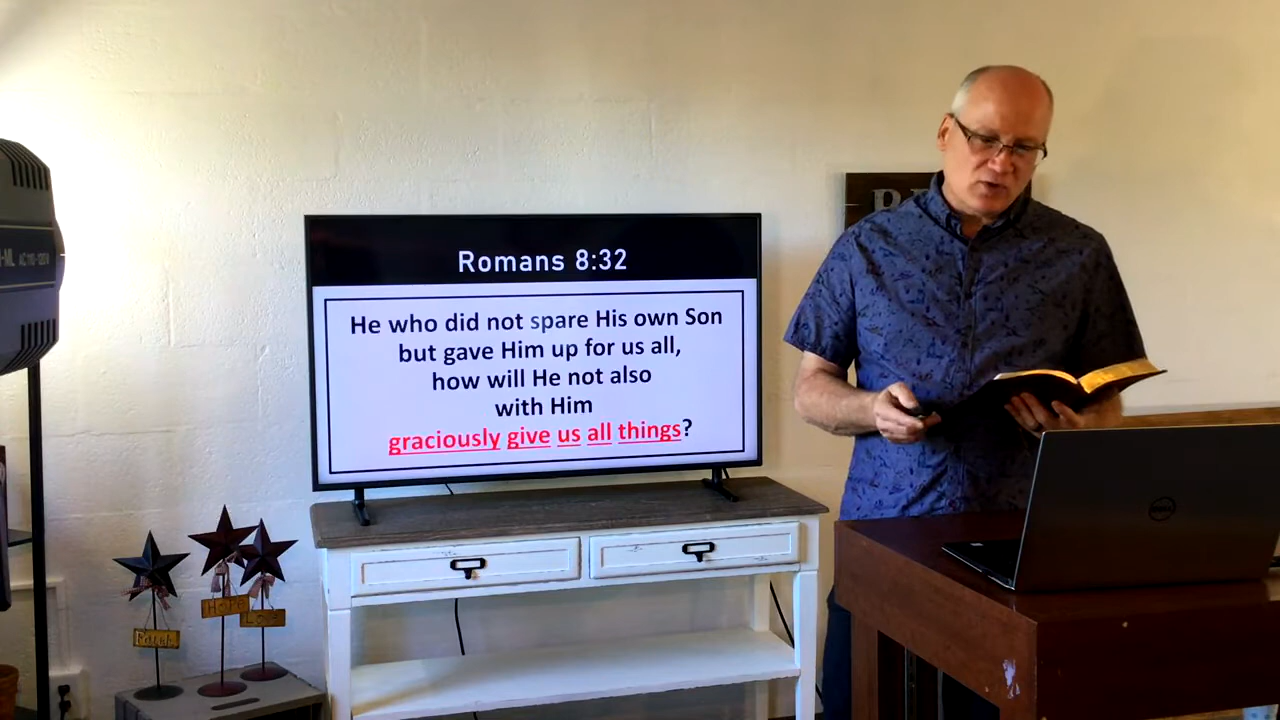 Romans 8:32
He who did not spare His own Son
but gave Him up for us all,
how will He not also
with Him
graciously give us all things?
Faith
Hope
Love
DELL